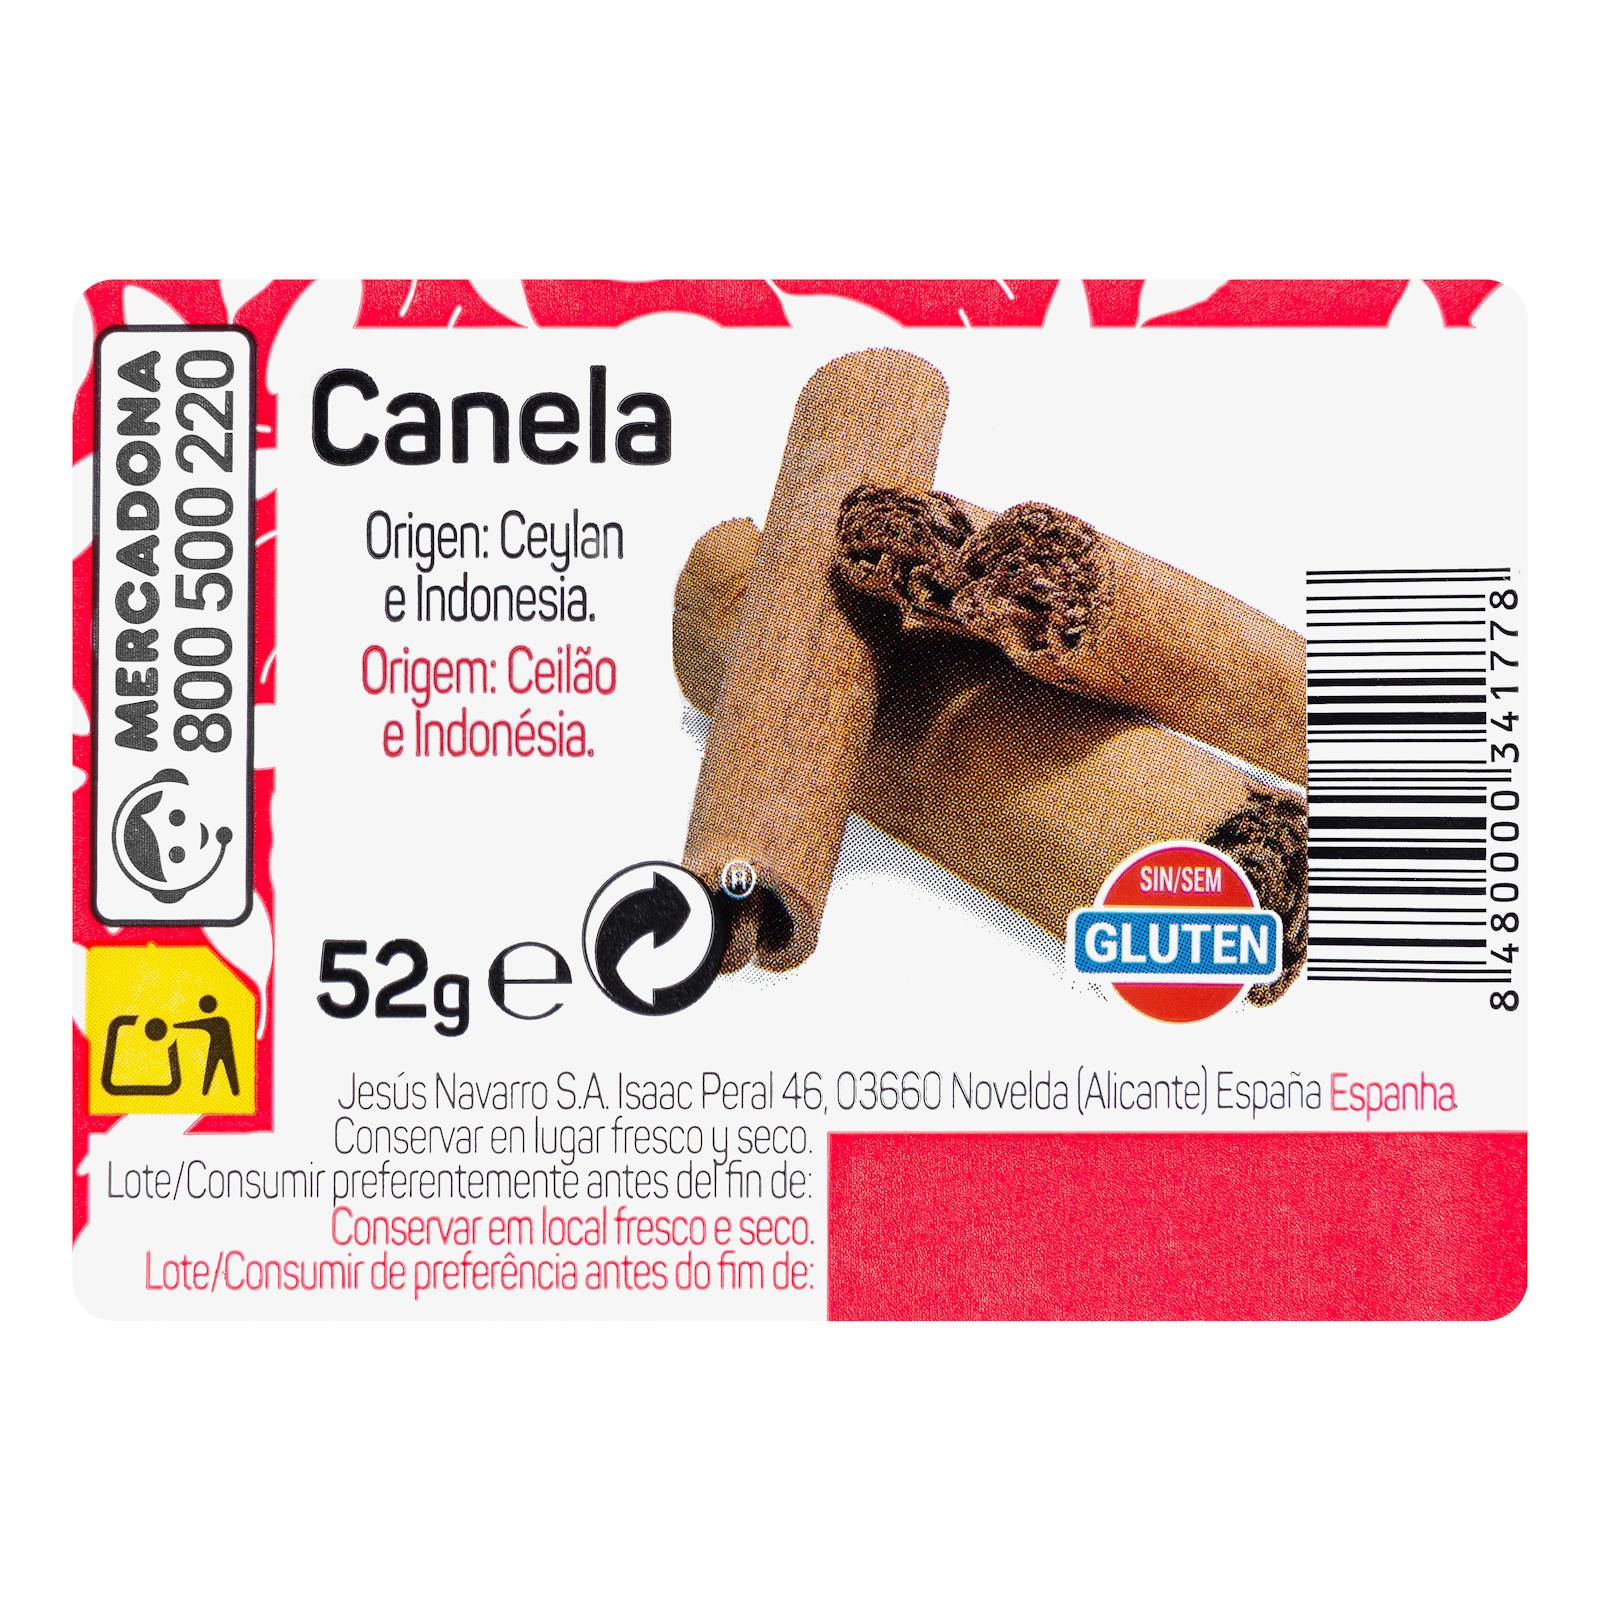 MERCADONA
800 500 220
Canela
Origen: Ceylan
e Indonesia.
Origem: Ceilão
e Indonésia.
52g ℮
®
SIN/SEM
GLUTEN
8 480000 341778
Jesús Navarro S.A. Isaac Peral 46, 03660 Novelda (Alicante) España Espanha
Conservar en lugar fresco y seco.
Lote/Consumir preferentemente antes del fin de:
Conservar em local fresco e seco.
Lote/Consumir de preferência antes do fim de: